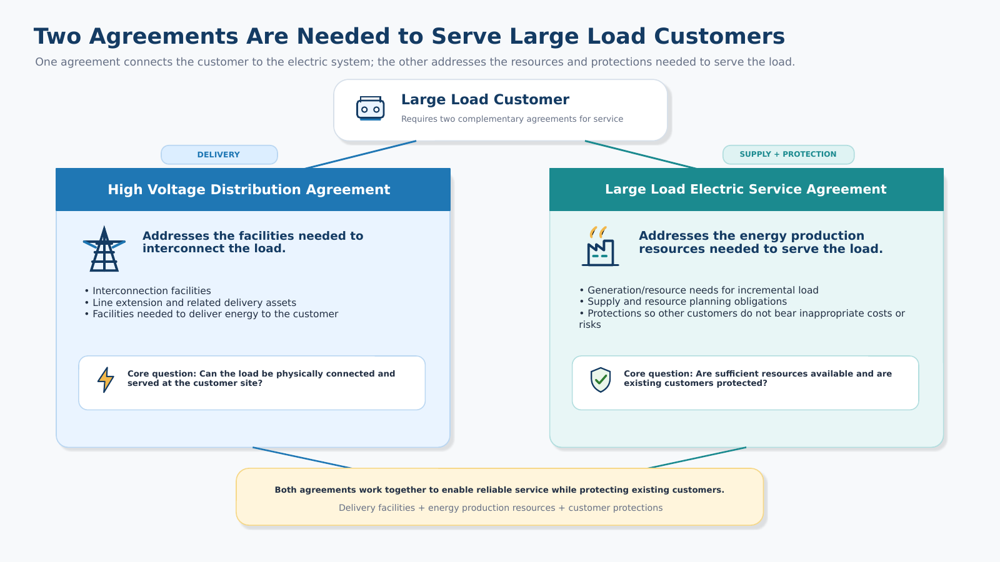 Two Agreements Are Needed to Serve Large Load Customers
One agreement connects the customer to the electric system; the other addresses the resources and protections needed to serve the load.
Large Load Customer
Requires two complementary agreements for service
DELIVERY
SUPPLY + PROTECTION
High Voltage Distribution Agreement
Addresses the facilities needed to
interconnect the load.
• Interconnection facilities
• Line extension and related delivery assets
• Facilities needed to deliver energy to the customer
Core question: Can the load be physically connected and
served at the customer site?
Large Load Electric Service Agreement
Addresses the energy production
resources needed to serve the load.
• Generation/resource needs for incremental load
• Supply and resource planning obligations
• Protections so other customers do not bear inappropriate costs or
risks
Core question: Are sufficient resources available and are
existing customers protected?
Both agreements work together to enable reliable service while protecting existing customers.
Delivery facilities + energy production resources + customer protections